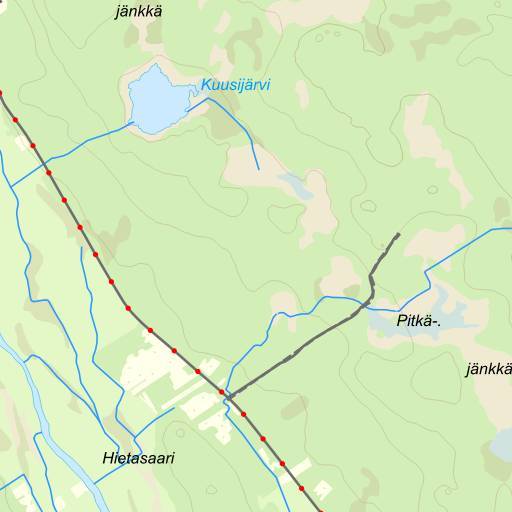 jänkkä
Kuusijärvi
Pitkä-.
jänkkä
Hietasaari